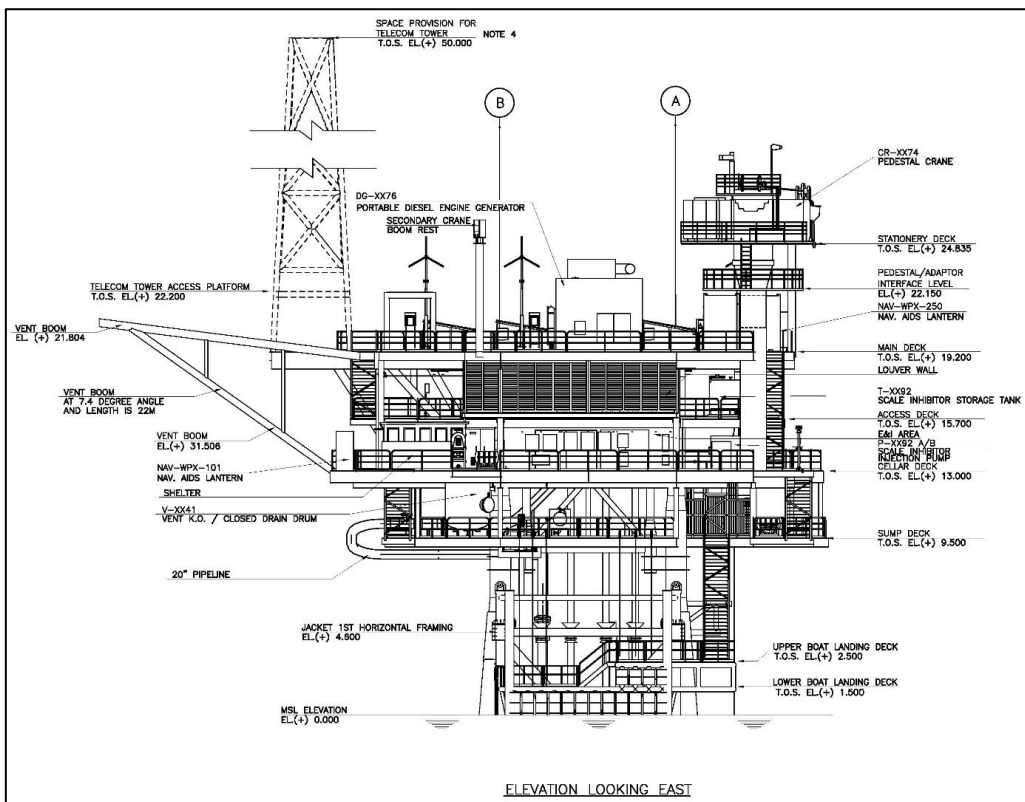 SPACE PROVISION FOR
TELECOM TOWER NOTE 4
T.O.S. EL.(+) 50.000
B
A
CR-XX74
PEDESTAL CRANE
DG-XX76
PORTABLE DIESEL ENGINE GENERATOR
SECONDARY CRANE
BOOM REST
STATIONERY DECK
T.O.S. EL.(+) 24.835
PEDESTAL/ADAPTOR
INTERFACE LEVEL
EL.(+) 22.150
TELECOM TOWER ACCESS PLATFORM
T.O.S. EL.(+) 22.200
NAV-WPX-250
NAV. AIDS LANTERN
VENT BOOM
EL. (+) 21.804
MAIN DECK
T.O.S. EL.(+) 19.200
LOUVER WALL
VENT BOOM
AT 7.4 DEGREE ANGLE
AND LENGTH IS 22M
T-XX92
SCALE INHIBITOR STORAGE TANK
ACCESS DECK
T.O.S. EL.(+) 15.700
E&I AREA
P-XX92 A/B
SCALE INHIBITOR
INJECTION PUMP
CELLAR DECK
T.O.S. EL.(+) 13.000
VENT BOOM
EL.(+) 31.506
NAV-WPX-101
NAV. AIDS LANTERN
SHELTER
V-XX41
VENT K.O. / CLOSED DRAIN DRUM
SUMP DECK
T.O.S. EL.(+) 9.500
20" PIPELINE
JACKET 1ST HORIZONTAL FRAMING
EL.(+) 4.600
UPPER BOAT LANDING DECK
T.O.S. EL.(+) 2.500
LOWER BOAT LANDING DECK
T.O.S. EL.(+) 1.500
MSL ELEVATION
EL.(+) 0.000
ELEVATION LOOKING EAST